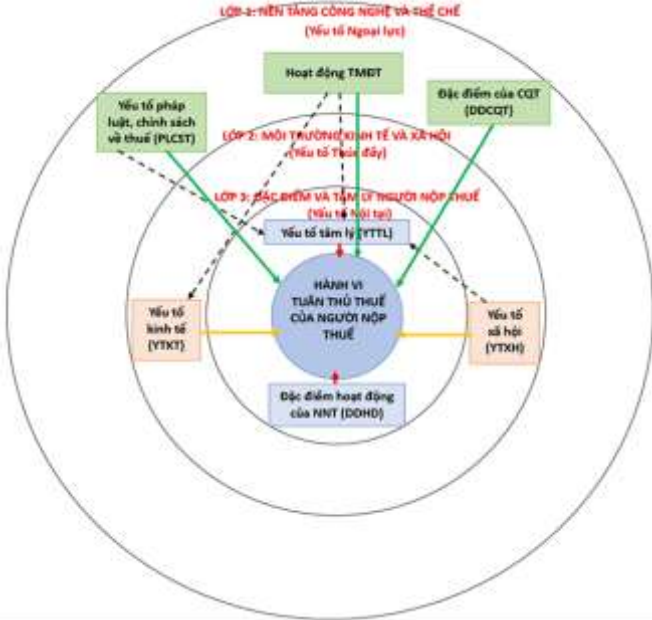 LỚP 1: NỀN TẢNG CÔNG NGHỆ VÀ THỂ CHẾ
(Yếu tố Ngoại lực)
Hoạt động TMĐT
Yếu tố pháp
luật, chính sách
về thuế (PLCST)
Đặc điểm của CQT
(DDCQT)
LỚP 2: MÔI TRƯỜNG KINH TẾ VÀ XÃ HỘI
(Yếu tố Thúc đẩy)
LỚP 3: ĐẶC ĐIỂM VÀ TÂM LÝ NGƯỜI NỘP THUẾ
(Yếu tố Nội tại)
Yếu tố tâm lý (YTTL)
HÀNH VI
TUÂN THỦ THUẾ
CỦA NGƯỜI NỘP
THUẾ
Yếu tố
kinh tế
(YTKT)
Yếu tố
xã hội
(YTXH)
Đặc điểm hoạt động
của NNT (DDHD)